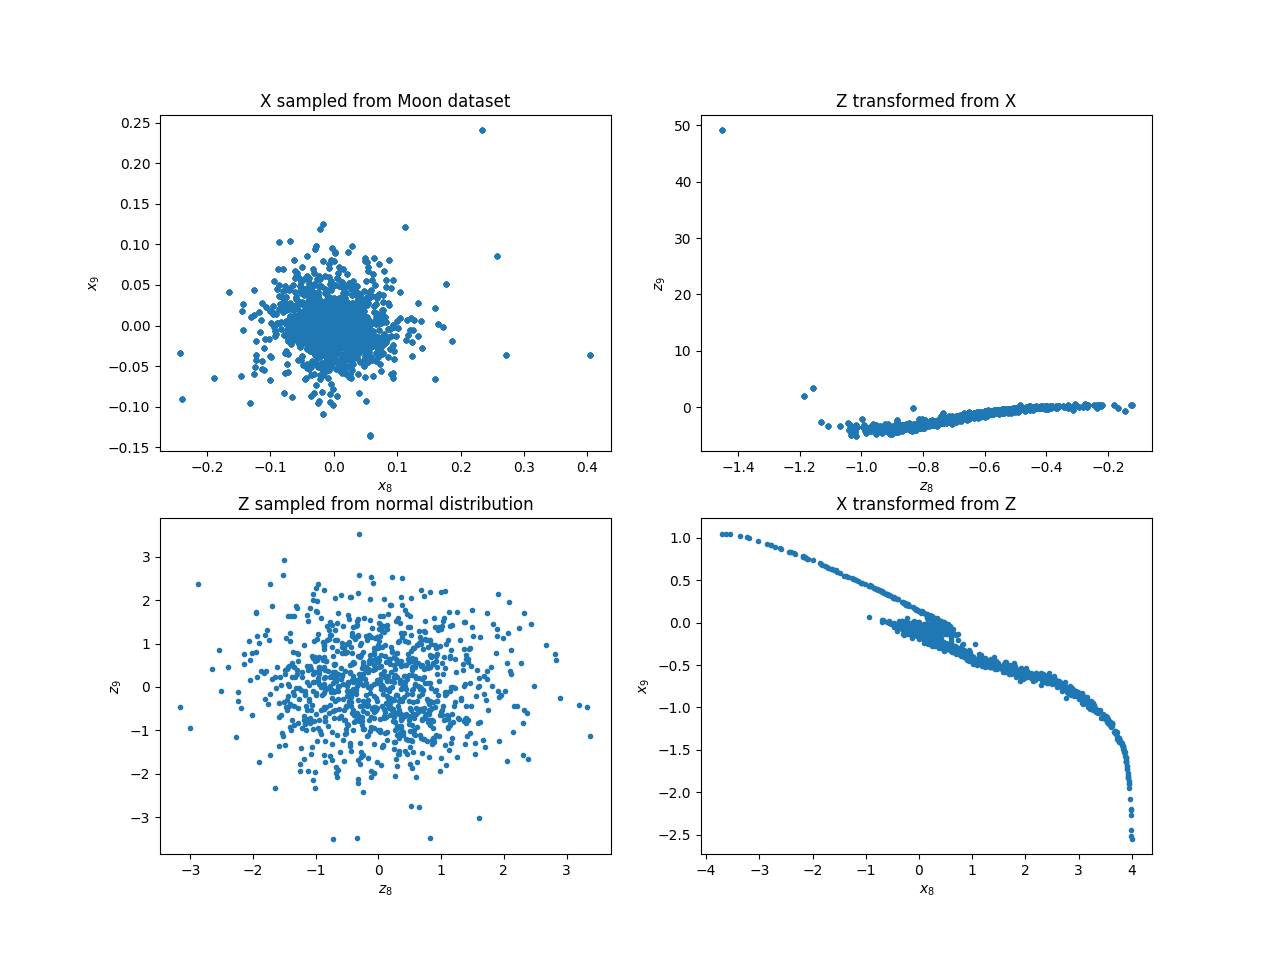 X sampled from Moon dataset
0.25
0.20
0.15
0.10
0.05
0.00
−0.05
−0.10
−0.15
x₉
−0.2 −0.1 0.0 0.1 0.2 0.3 0.4
x₈
Z transformed from X
50
40
30
20
10
0
z₉
−1.4 −1.2 −1.0 −0.8 −0.6 −0.4 −0.2
z₈
Z sampled from normal distribution
3
2
1
0
−1
−2
−3
z₉
−3 −2 −1 0 1 2 3
z₈
X transformed from Z
1.0
0.5
0.0
−0.5
−1.0
−1.5
−2.0
−2.5
x₉
−4 −3 −2 −1 0 1 2 3 4
x₈